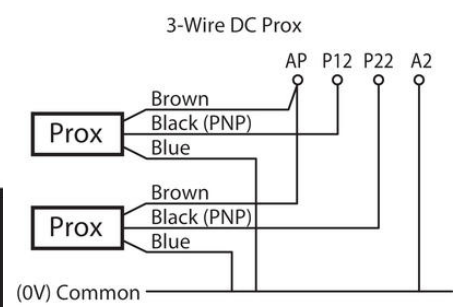 3-Wire DC Prox
AP P12 P22 A2
Brown
Black (PNP)
Blue
Prox
Brown
Black (PNP)
Blue
Prox
(0V) Common